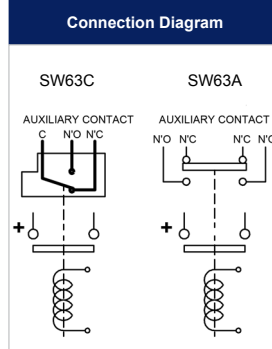 Connection Diagram
SW63C SW63A
AUXILIARY CONTACT AUXILIARY CONTACT
C N'O N'C N'O N'C N'C N'O
+ +